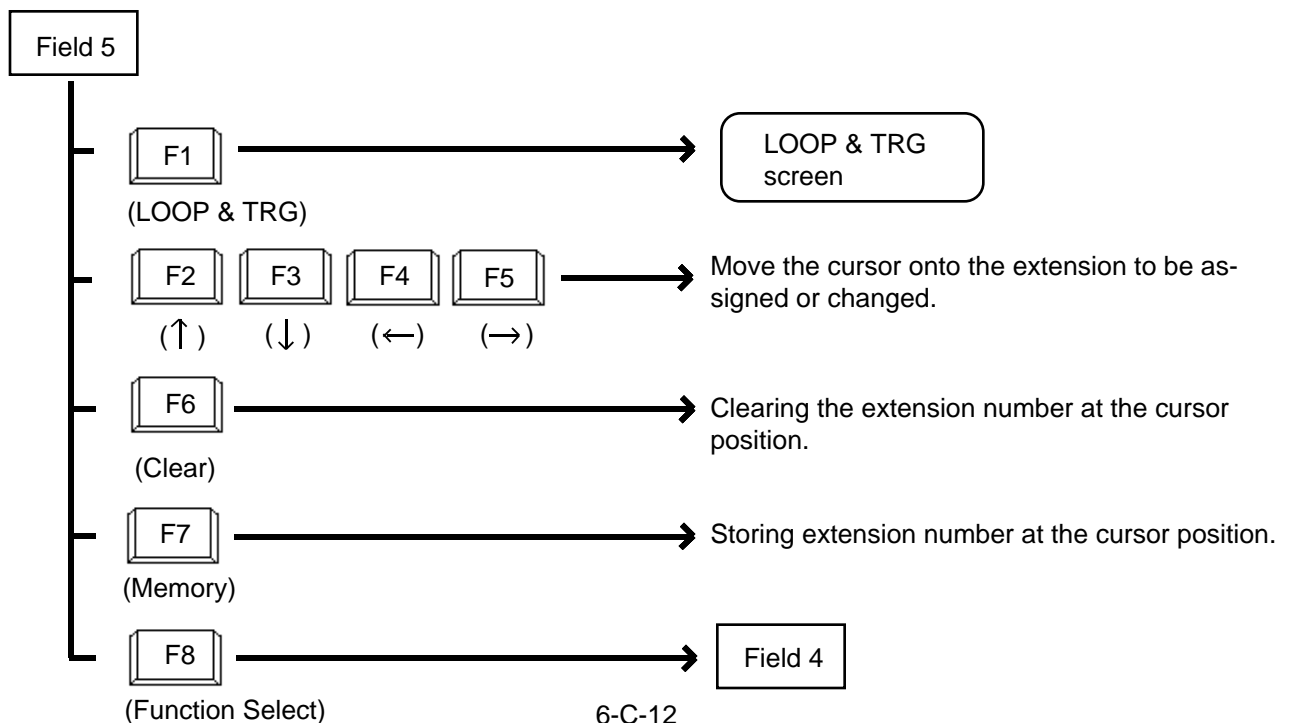 Field 5
F1
LOOP & TRG
screen
(LOOP & TRG)
F2 F3 F4 F5
Move the cursor onto the extension to be as-
signed or changed.
(↑) (↓) (←) (→)
F6
Clearing the extension number at the cursor
position.
(Clear)
F7
Storing extension number at the cursor position.
(Memory)
F8
Field 4
(Function Select)
6-C-12